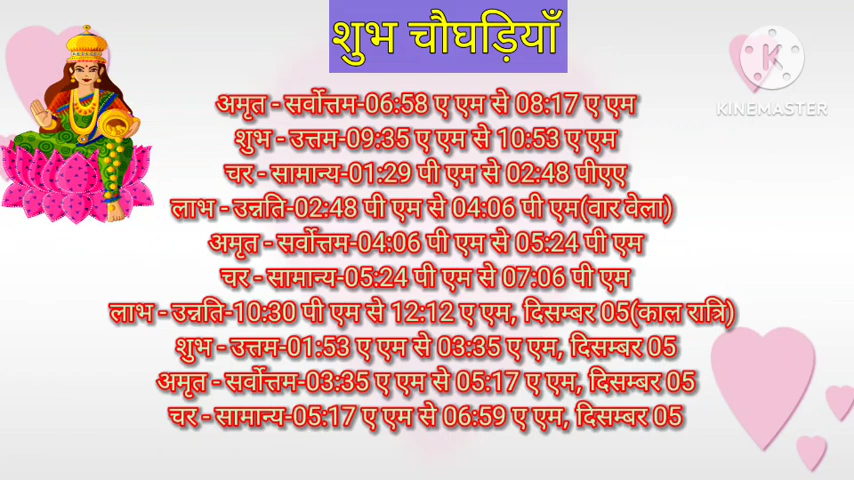 शुभ चौघड़ियाँ
अमृत - सर्वोत्तम-06:58 ए एम से 08:17 ए एम
शुभ - उत्तम-09:35 ए एम से 10:53 ए एम
चर - सामान्य-01:29 पी एम से 02:48 पीएए
लाभ - उन्नति-02:48 पी एम से 04:06 पी एम(वार वेला)
अमृत - सर्वोत्तम-04:06 पी एम से 05:24 पी एम
चर - सामान्य-05:24 पी एम से 07:06 पी एम
लाभ - उन्नति-10:30 पी एम से 12:12 ए एम, दिसम्बर 05(काल रात्रि)
शुभ - उत्तम-01:53 ए एम से 03:35 ए एम, दिसम्बर 05
अमृत - सर्वोत्तम-03:35 ए एम से 05:17 ए एम, दिसम्बर 05
चर - सामान्य-05:17 ए एम से 06:59 ए एम, दिसम्बर 05
K
KINEMASTER